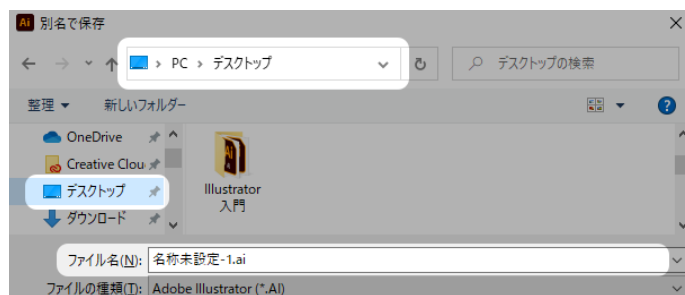 Ai 別名で保存
PC › デスクトップ
デスクトップの検索
整理 新しいフォルダー
OneDrive
Creative Clou
デスクトップ
ダウンロード
Ai
Illustrator
入門
ファイル名(N): 名称未設定-1.ai
ファイルの種類(T): Adobe Illustrator (*.AI)